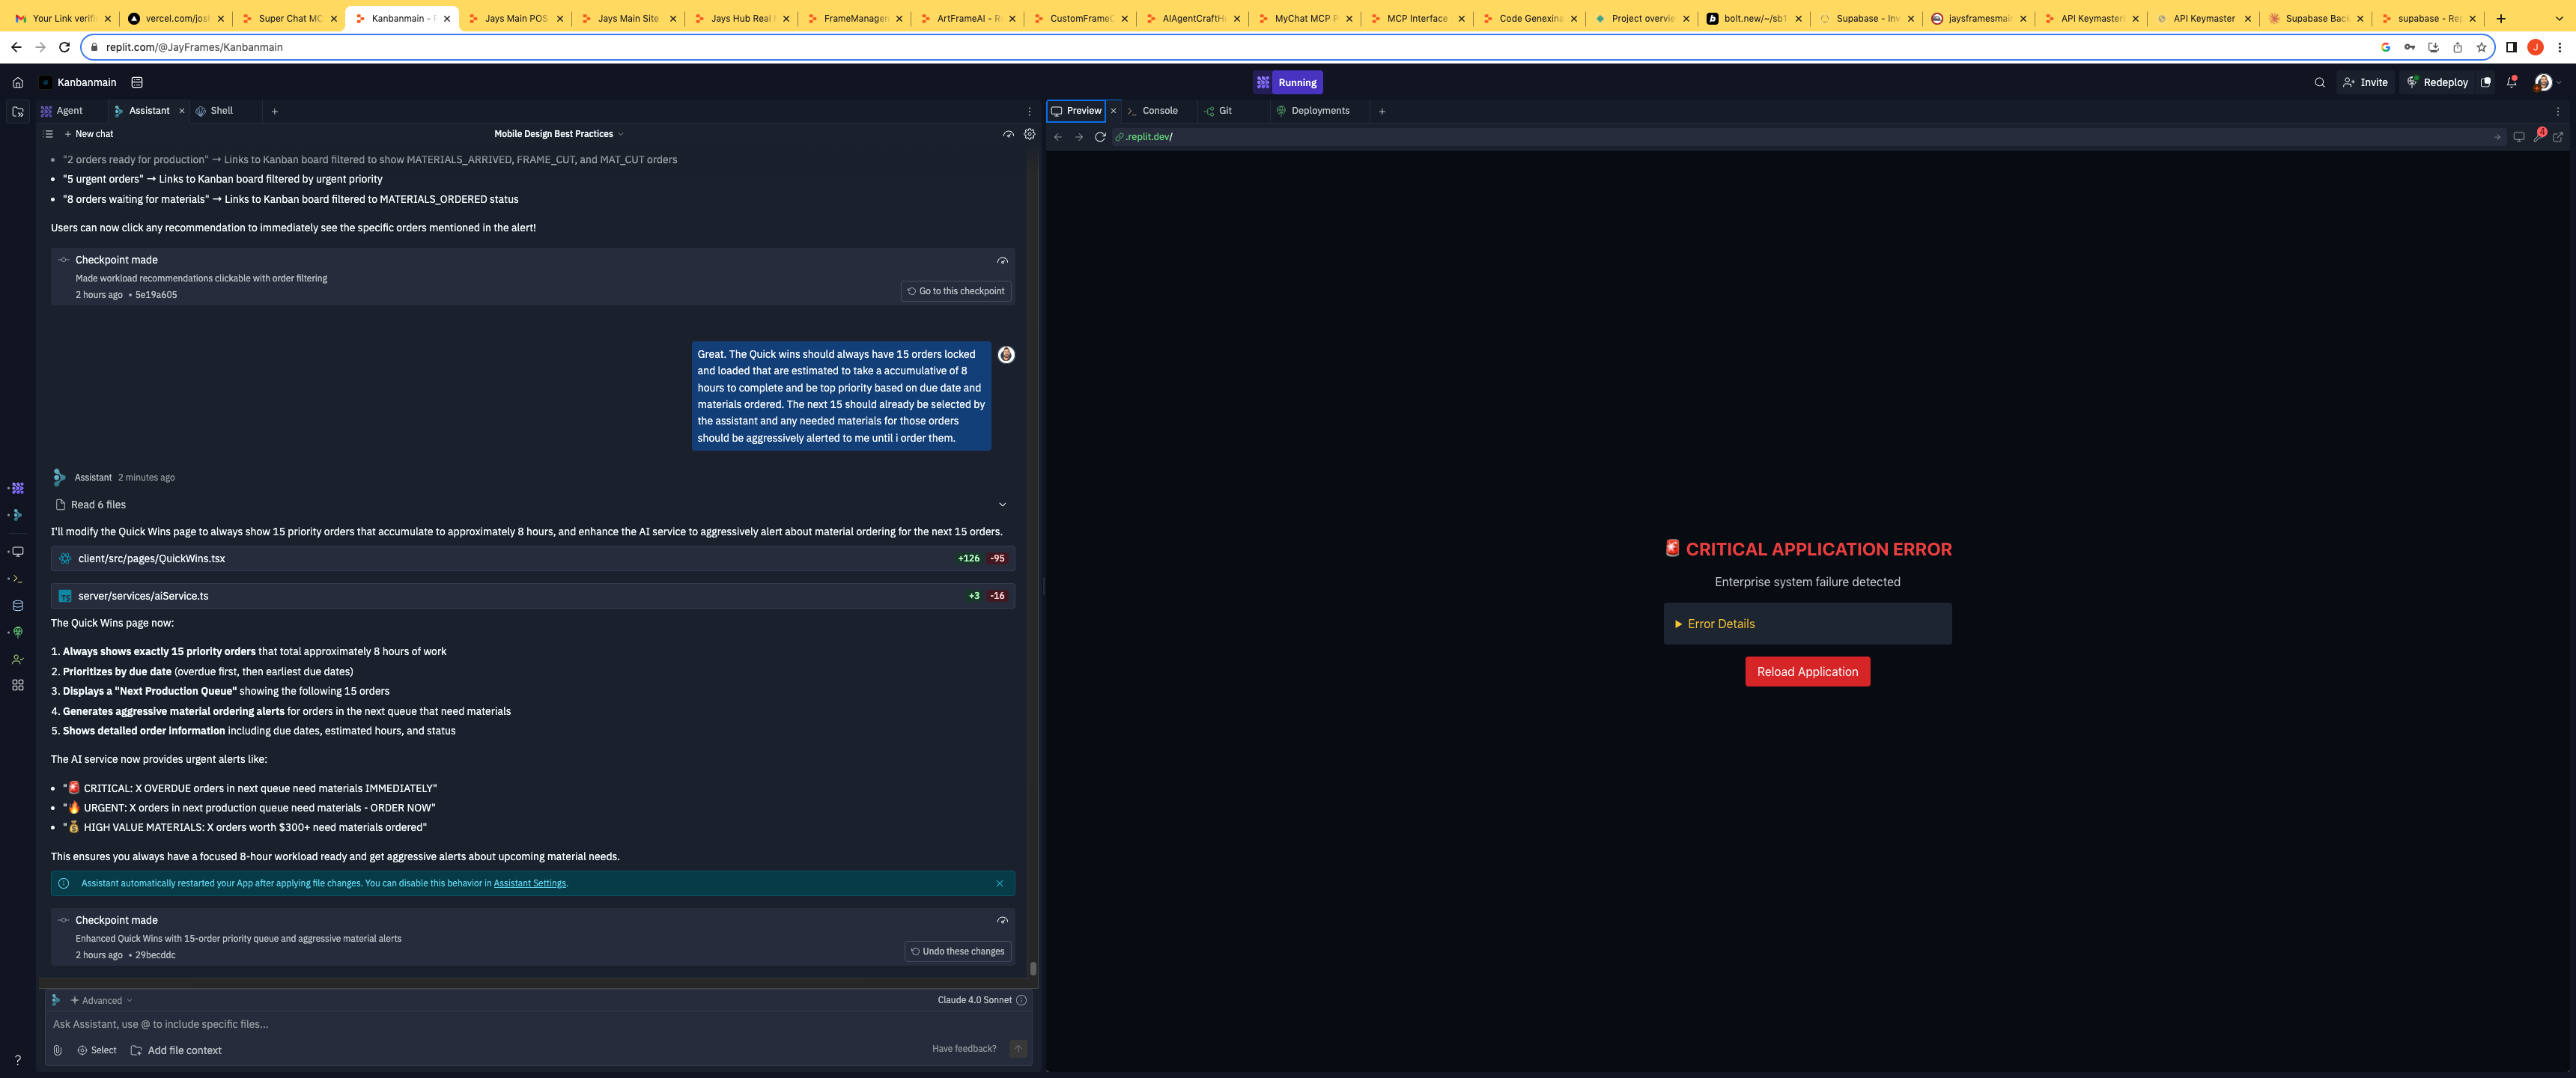 Your Link verifi
vercel.com/josh
Super Chat MC
Kanbanmain - R
Jays Main POS
Jays Main Site
Jays Hub Real M
FrameManager
ArtFrameAI - Re
CustomFrameC
AIAgentCraftHu
MyChat MCP P
MCP Interface
Code Genexina
Project overvie
bolt.new/~/sb1
Supabase - Inv
jaysframesmain
API Keymaster
API Keymaster
Supabase Back
supabase - Rep
replit.com/@JayFrames/Kanbanmain
J
Kanbanmain
Running
Invite
Redeploy
Agent
Assistant
Shell
Preview
Console
Git
Deployments
New chat
Mobile Design Best Practices
.replit.dev/
4
• "2 orders ready for production" → Links to Kanban board filtered to show MATERIALS_ARRIVED, FRAME_CUT, and MAT_CUT orders
• "5 urgent orders" → Links to Kanban board filtered by urgent priority
• "8 orders waiting for materials" → Links to Kanban board filtered to MATERIALS_ORDERED status
Users can now click any recommendation to immediately see the specific orders mentioned in the alert!
Checkpoint made
Made workload recommendations clickable with order filtering
2 hours ago • 5e19a605
Go to this checkpoint
Great. The Quick wins should always have 15 orders locked
and loaded that are estimated to take a accumulative of 8
hours to complete and be top priority based on due date and
materials ordered. The next 15 should already be selected by
the assistant and any needed materials for those orders
should be aggressively alerted to me until i order them.
Assistant 2 minutes ago
Read 6 files
I'll modify the Quick Wins page to always show 15 priority orders that accumulate to approximately 8 hours, and enhance the AI service to aggressively alert about material ordering for the next 15 orders.
client/src/pages/QuickWins.tsx
+126 -95
TS
server/services/aiService.ts
+3 -16
The Quick Wins page now:
1. Always shows exactly 15 priority orders that total approximately 8 hours of work
2. Prioritizes by due date (overdue first, then earliest due dates)
3. Displays a "Next Production Queue" showing the following 15 orders
4. Generates aggressive material ordering alerts for orders in the next queue that need materials
5. Shows detailed order information including due dates, estimated hours, and status
The AI service now provides urgent alerts like:
• "🚨 CRITICAL: X OVERDUE orders in next queue need materials IMMEDIATELY"
• "🔥 URGENT: X orders in next production queue need materials - ORDER NOW"
• "💰 HIGH VALUE MATERIALS: X orders worth $300+ need materials ordered"
This ensures you always have a focused 8-hour workload ready and get aggressive alerts about upcoming material needs.
Assistant automatically restarted your App after applying file changes. You can disable this behavior in Assistant Settings.
Checkpoint made
Enhanced Quick Wins with 15-order priority queue and aggressive material alerts
2 hours ago • 29becddc
Undo these changes
Advanced
Claude 4.0 Sonnet
Ask Assistant, use @ to include specific files...
Select
Add file context
Have feedback?
?
🚨 CRITICAL APPLICATION ERROR
Enterprise system failure detected
▶ Error Details
Reload Application